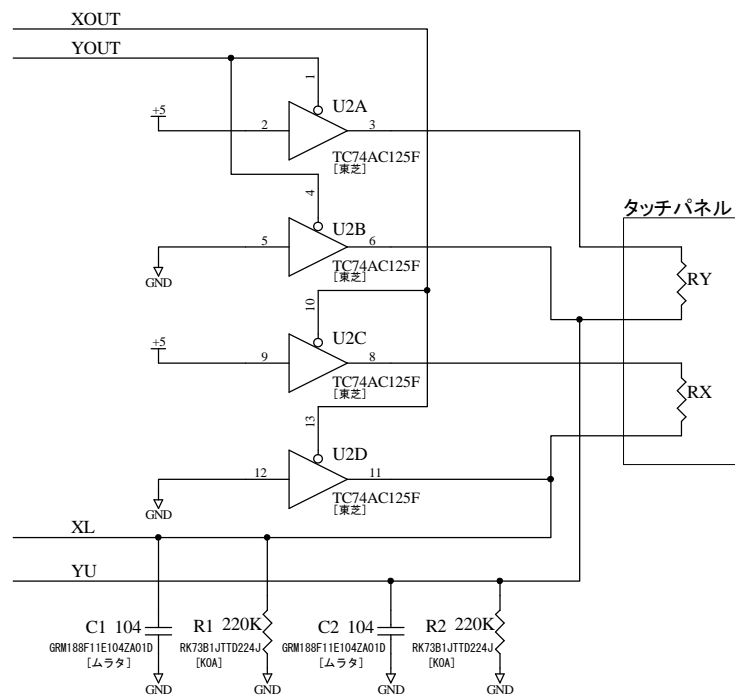 XOUT
YOUT
1
U2A
+5
2
3
TC74AC125F
[東芝]
4
タッチパネル
U2B
5
6
TC74AC125F
[東芝]
GND
RY
10
U2C
+5
9
8
TC74AC125F
[東芝]
RX
13
U2D
12
11
TC74AC125F
[東芝]
GND
XL
YU
C1 104
R1 220K
C2 104
R2 220K
GRM188F11E104ZA01D
RK73B1JTTD224J
GRM188F11E104ZA01D
RK73B1JTTD224J
[ムラタ]
[KOA]
[ムラタ]
[KOA]
GND
GND
GND
GND